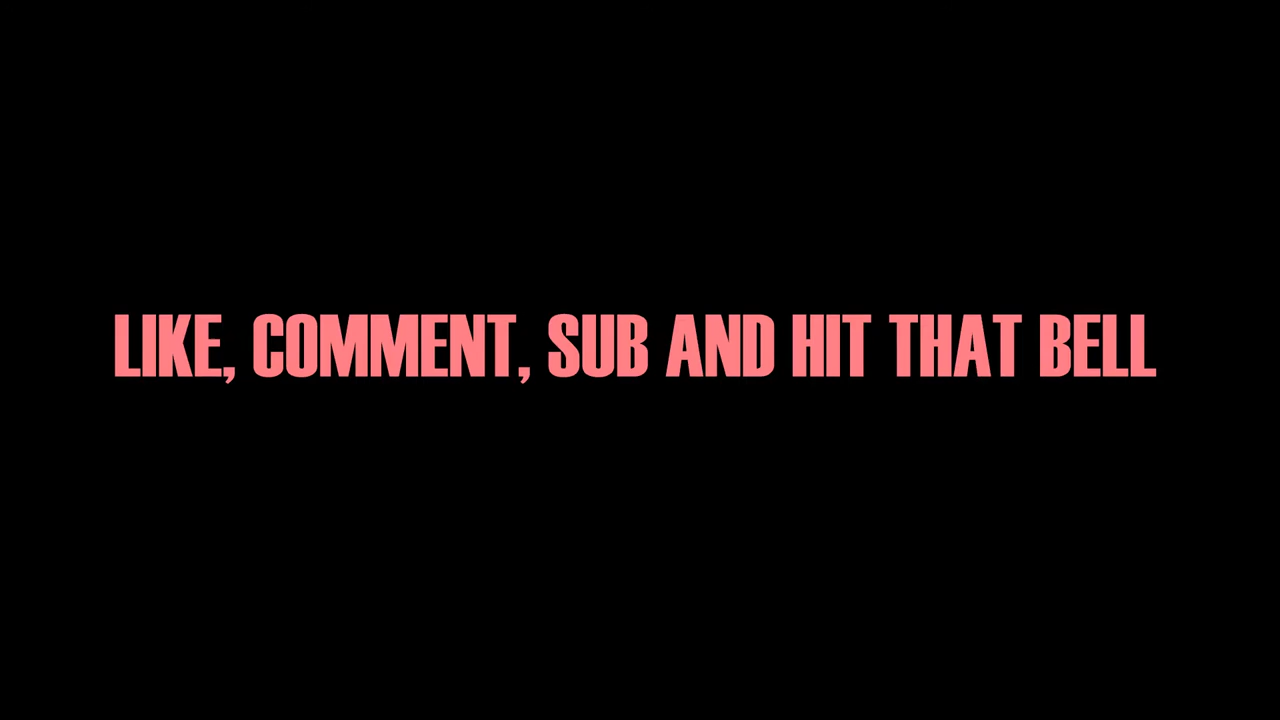 LIKE, COMMENT, SUB AND HIT THAT BELL